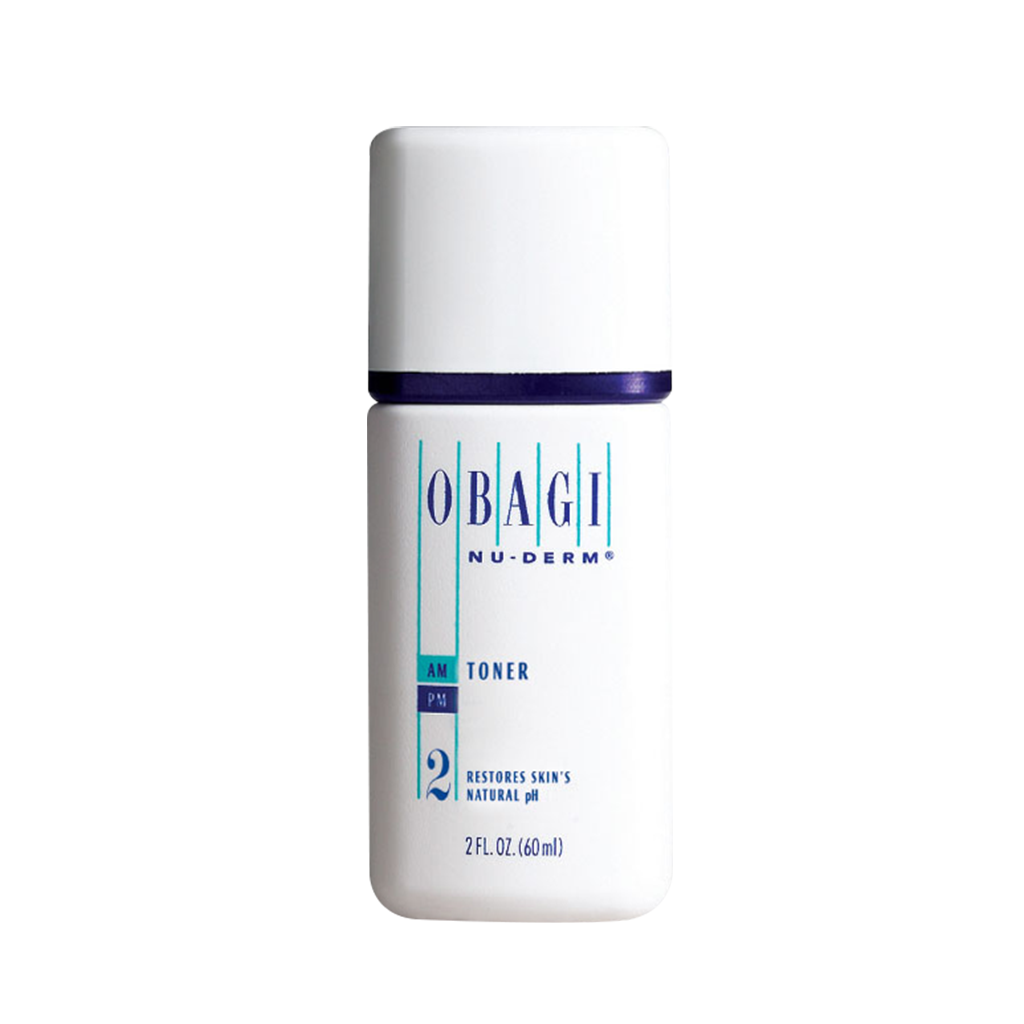 OBAGI
NU-DERM®
AM
TONER
PM
2
RESTORES SKIN'S
NATURAL pH
2 FL. OZ. (60 ml)